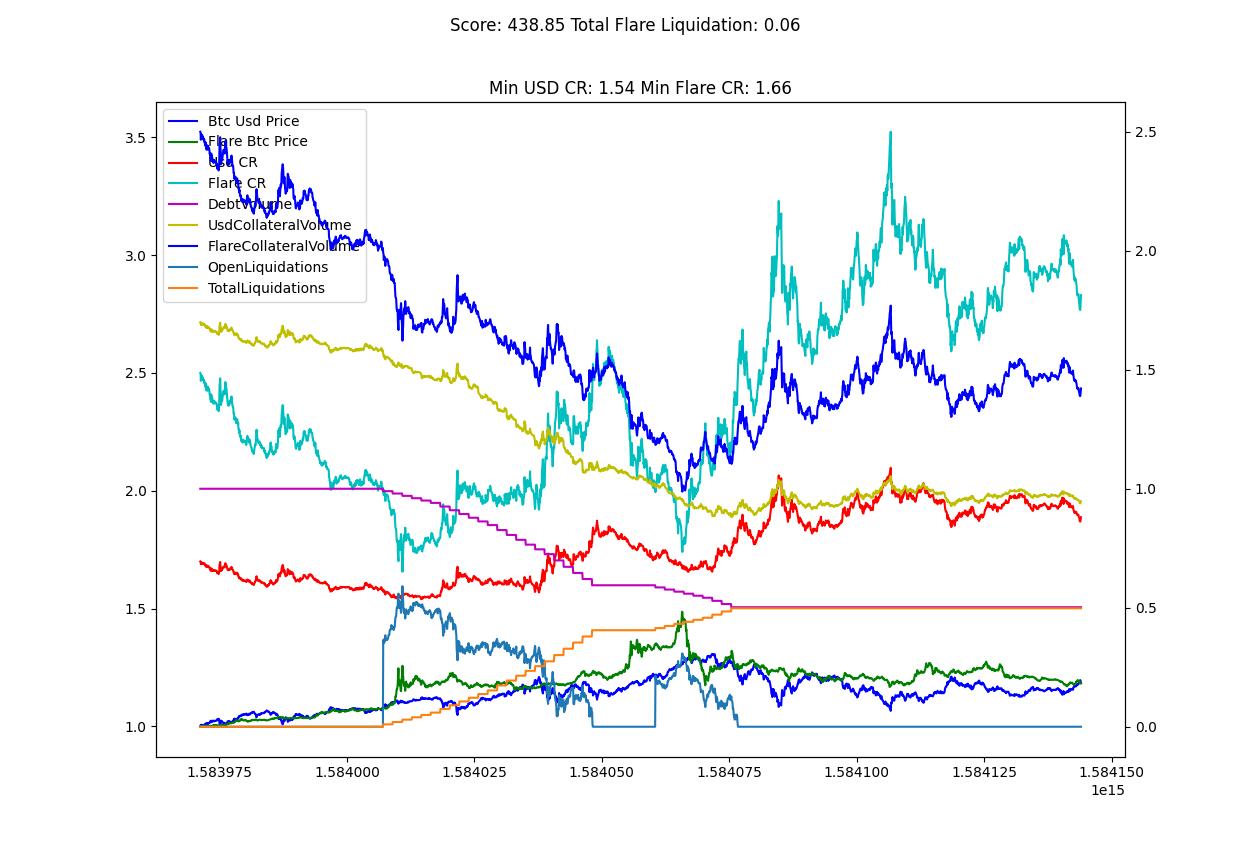 Score: 438.85 Total Flare Liquidation: 0.06
Min USD CR: 1.54 Min Flare CR: 1.66
Btc Usd Price
Flare Btc Price
Usd CR
Flare CR
DebtVolume
UsdCollateralVolume
FlareCollateralVolume
OpenLiquidations
TotalLiquidations
3.5
3.0
2.5
2.0
1.5
1.0
2.5
2.0
1.5
1.0
0.5
0.0
1.583975 1.584000 1.584025 1.584050 1.584075 1.584100 1.584125 1.584150
1e15